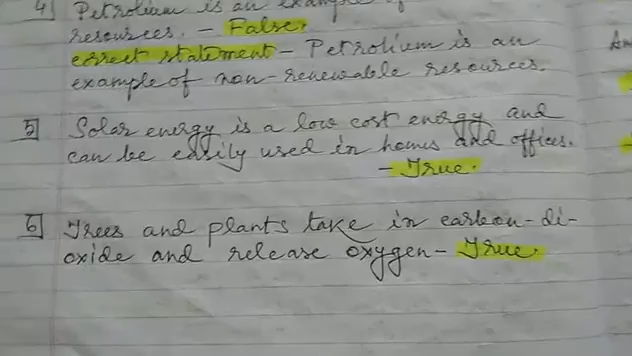 4] Petrolium is an example of
resources. - False.
correct statement - Petrolium is an
example of non-renewable resources.
5] Solar energy is a low cost energy and
can be easily used in homes and offices.
- True.
6] Trees and plants take in carbon-di-
oxide and release oxygen - True.